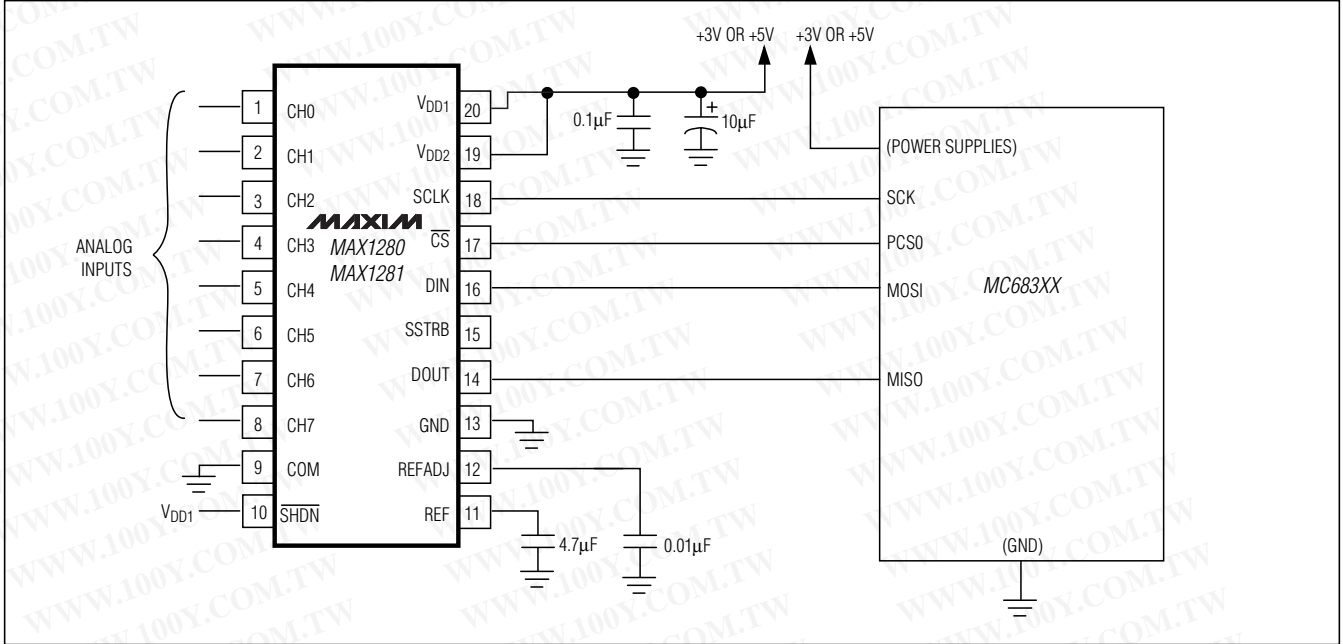 +3V OR +5V
+3V OR +5V
1 CH0
2 CH1
3 CH2
4 CH3
5 CH4
6 CH5
7 CH6
8 CH7
9 COM
VDD1 10 SHDN
ANALOG
INPUTS
MAXIM
MAX1280
MAX1281
VDD1 20
VDD2 19
SCLK 18
CS 17
DIN 16
SSTRB 15
DOUT 14
GND 13
REFADJ 12
REF 11
0.1µF
+
10µF
4.7µF
0.01µF
(POWER SUPPLIES)
SCK
PCS0
MOSI
MC683XX
MISO
(GND)
WWW.100Y.COM.TW